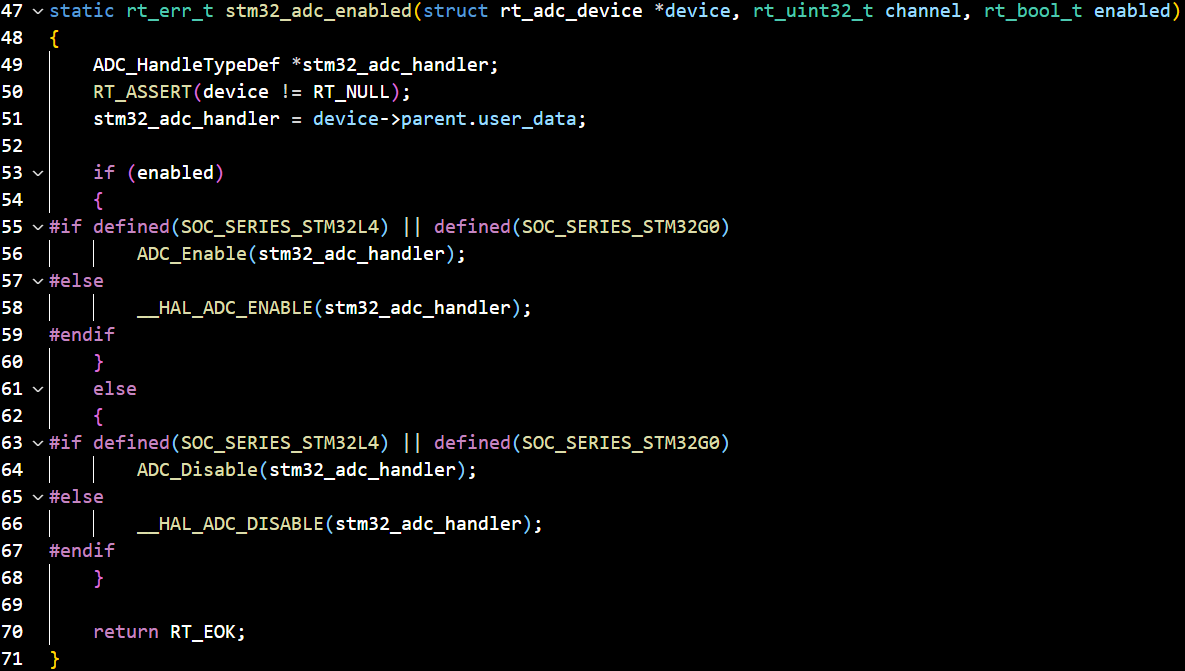 47 static rt_err_t stm32_adc_enabled(struct rt_adc_device *device, rt_uint32_t channel, rt_bool_t enabled)
48 {
49     ADC_HandleTypeDef *stm32_adc_handler;
50     RT_ASSERT(device != RT_NULL);
51     stm32_adc_handler = device->parent.user_data;
52
53     if (enabled)
54     {
55 #if defined(SOC_SERIES_STM32L4) || defined(SOC_SERIES_STM32G0)
56         ADC_Enable(stm32_adc_handler);
57 #else
58         __HAL_ADC_ENABLE(stm32_adc_handler);
59 #endif
60     }
61     else
62     {
63 #if defined(SOC_SERIES_STM32L4) || defined(SOC_SERIES_STM32G0)
64         ADC_Disable(stm32_adc_handler);
65 #else
66         __HAL_ADC_DISABLE(stm32_adc_handler);
67 #endif
68     }
69
70     return RT_EOK;
71 }